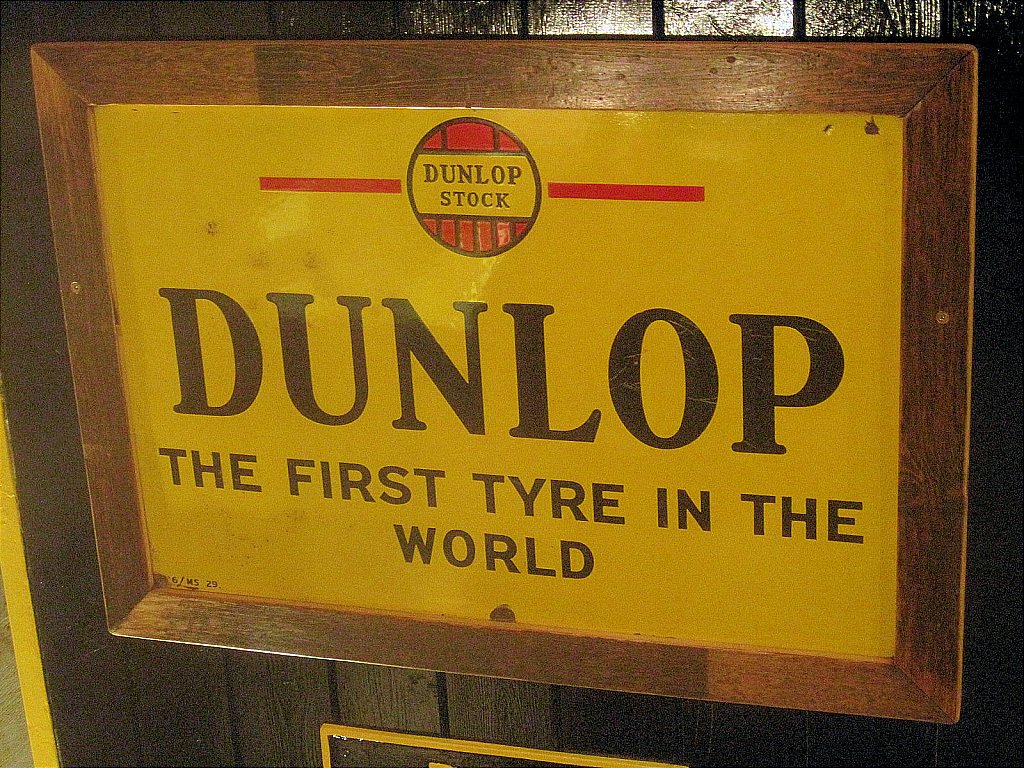 DUNLOP
STOCK
DUNLOP
THE FIRST TYRE IN THE
WORLD
6/MS 29.